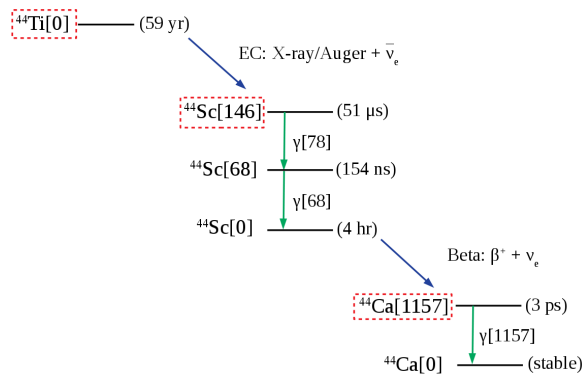 ⁴⁴Ti[0] (59 yr)
EC: X-ray/Auger + ν̅ₑ
⁴⁴Sc[146] (51 μs)
γ[78]
⁴⁴Sc[68] (154 ns)
γ[68]
⁴⁴Sc[0] (4 hr)
Beta: β⁺ + νₑ
⁴⁴Ca[1157] (3 ps)
γ[1157]
⁴⁴Ca[0] (stable)